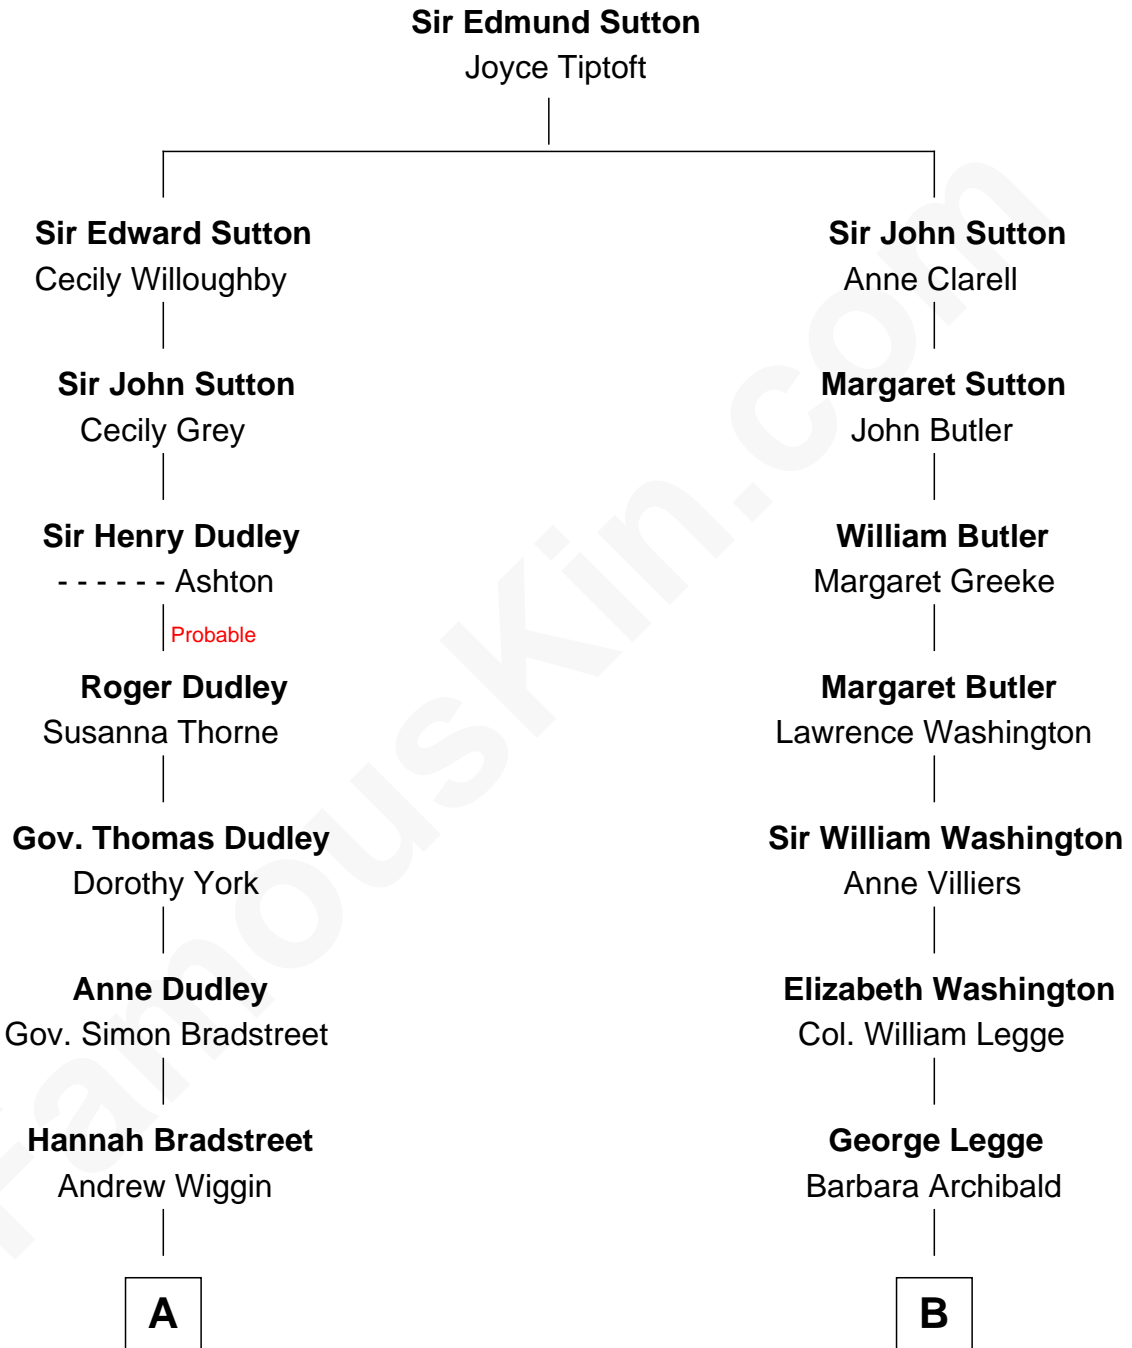 Sir Edmund Sutton
Joyce Tiptoft
Sir Edward Sutton
Cecily Willoughby
Sir John Sutton
Anne Clarell
Sir John Sutton
Cecily Grey
Margaret Sutton
John Butler
Sir Henry Dudley
- - - - - - Ashton
Probable
William Butler
Margaret Greeke
Roger Dudley
Susanna Thorne
Margaret Butler
Lawrence Washington
Gov. Thomas Dudley
Dorothy York
Sir William Washington
Anne Villiers
Anne Dudley
Gov. Simon Bradstreet
Elizabeth Washington
Col. William Legge
Hannah Bradstreet
Andrew Wiggin
George Legge
Barbara Archibald
A
B
FamousKin.com